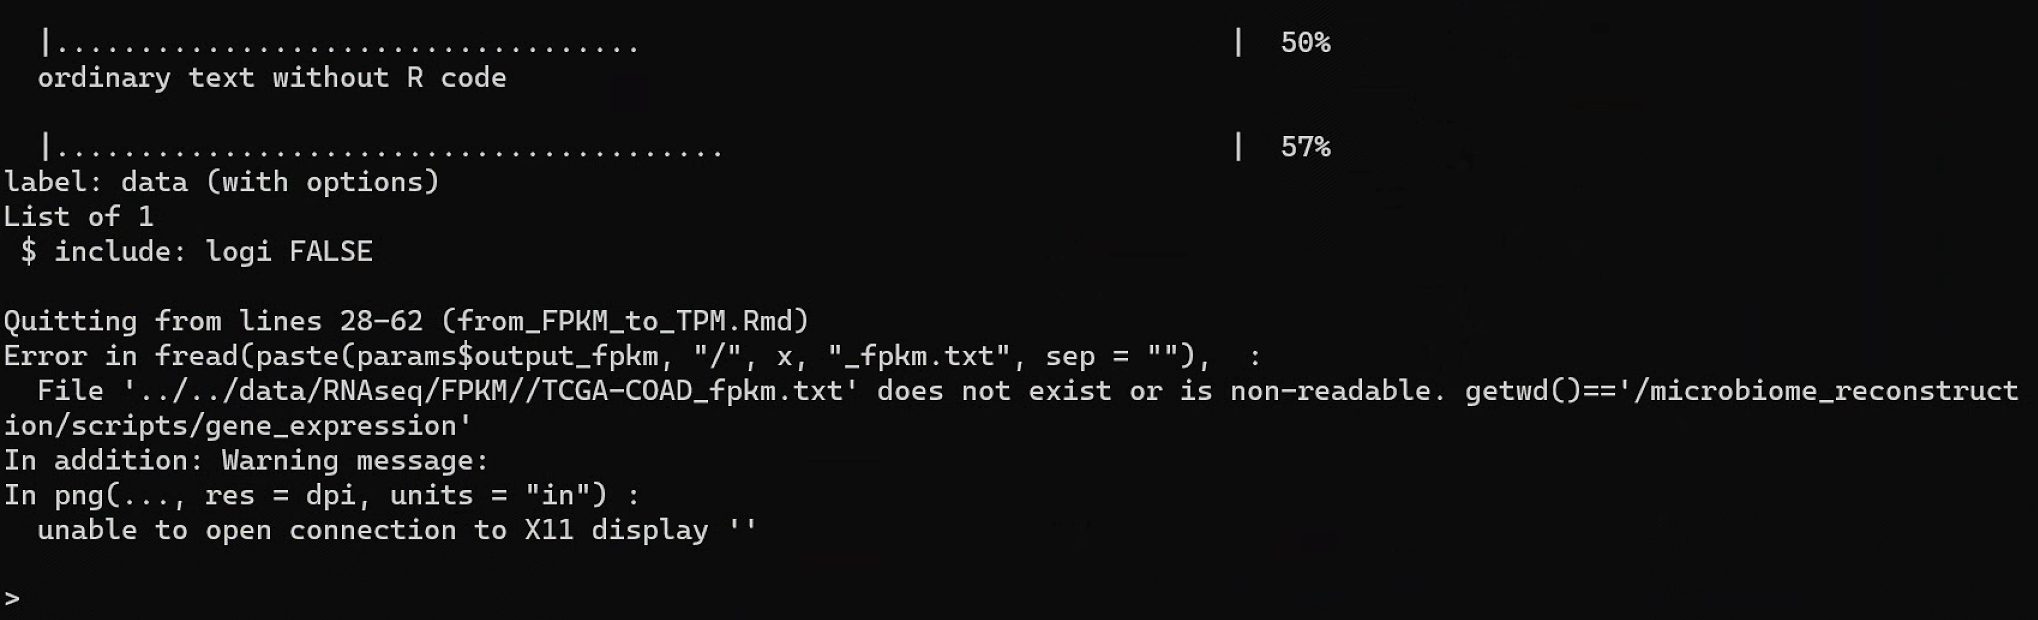 |...................................                                    |  50%
ordinary text without R code
|........................................                               |  57%
label: data (with options)
List of 1
 $ include: logi FALSE
Quitting from lines 28-62 (from_FPKM_to_TPM.Rmd)
Error in fread(paste(params$output_fpkm, "/", x, "_fpkm.txt", sep = ""),  :
  File '../../data/RNAseq/FPKM//TCGA-COAD_fpkm.txt' does not exist or is non-readable. getwd()=='/microbiome_reconstruct
ion/scripts/gene_expression'
In addition: Warning message:
In png(..., res = dpi, units = "in") :
  unable to open connection to X11 display ''
>